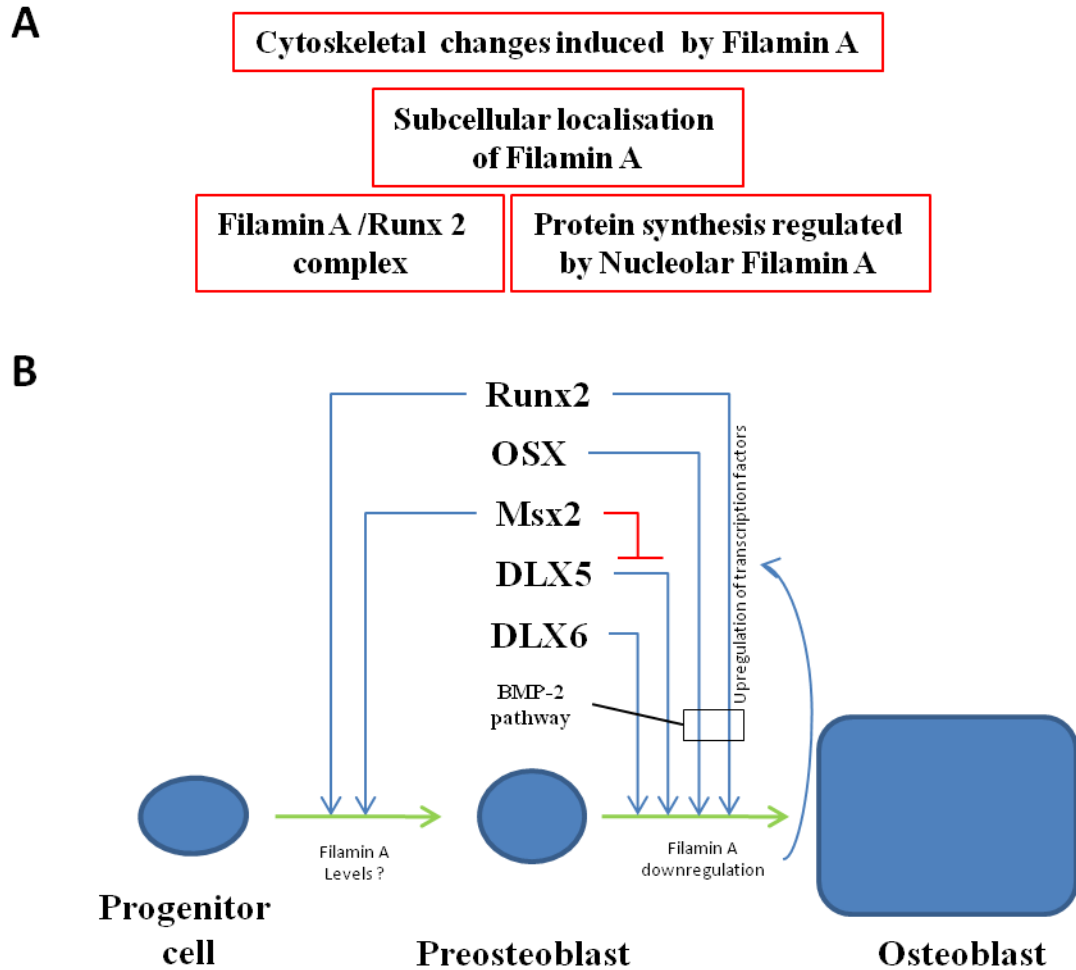 A
Cytoskeletal changes induced by Filamin A
Subcellular localisation
of Filamin A
Filamin A /Runx 2
complex
Protein synthesis regulated
by Nucleolar Filamin A
B
Runx2
OSX
Msx2
DLX5
DLX6
BMP-2
pathway
Upregulation of transcription factors
Filamin A
Levels ?
Filamin A
downregulation
Progenitor
cell
Preosteoblast
Osteoblast